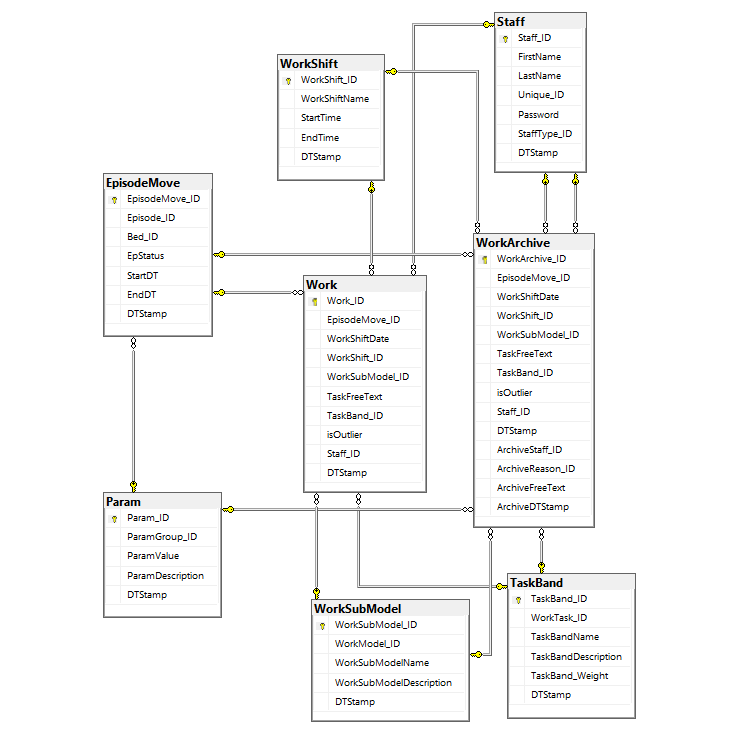 Staff
Staff_ID
FirstName
LastName
Unique_ID
Password
StaffType_ID
DTStamp
WorkShift
WorkShift_ID
WorkShiftName
StartTime
EndTime
DTStamp
EpisodeMove
EpisodeMove_ID
Episode_ID
Bed_ID
EpStatus
StartDT
EndDT
DTStamp
WorkArchive
WorkArchive_ID
EpisodeMove_ID
WorkShiftDate
WorkShift_ID
WorkSubModel_ID
TaskFreeText
TaskBand_ID
isOutlier
Staff_ID
DTStamp
ArchiveStaff_ID
ArchiveReason_ID
ArchiveFreeText
ArchiveDTStamp
Work
Work_ID
EpisodeMove_ID
WorkShiftDate
WorkShift_ID
WorkSubModel_ID
TaskFreeText
TaskBand_ID
isOutlier
Staff_ID
DTStamp
Param
Param_ID
ParamGroup_ID
ParamValue
ParamDescription
DTStamp
WorkSubModel
WorkSubModel_ID
WorkModel_ID
WorkSubModelName
WorkSubModelDescription
DTStamp
TaskBand
TaskBand_ID
WorkTask_ID
TaskBandName
TaskBandDescription
TaskBand_Weight
DTStamp